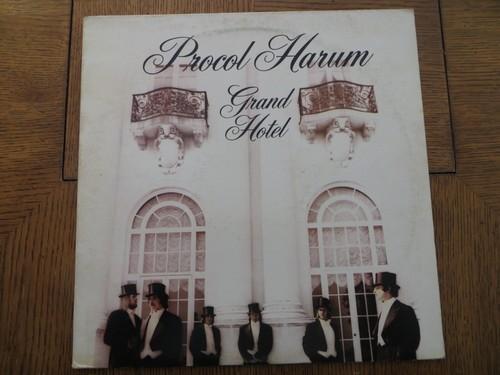 Procol Harum
Grand
Hotel